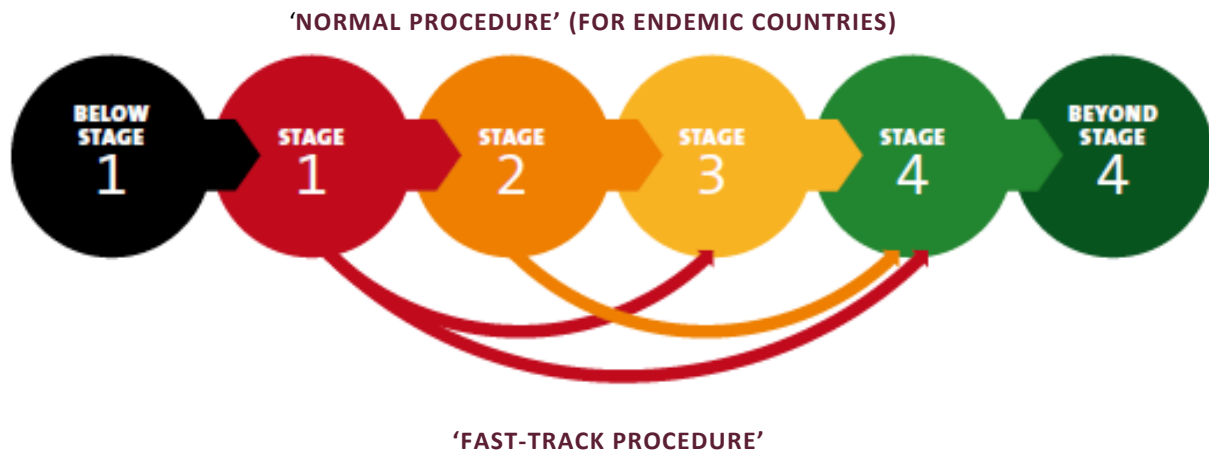 ‘NORMAL PROCEDURE’ (FOR ENDEMIC COUNTRIES)
BELOW
STAGE
1
STAGE
1
STAGE
2
STAGE
3
STAGE
4
BEYOND
STAGE
4
‘FAST-TRACK PROCEDURE’